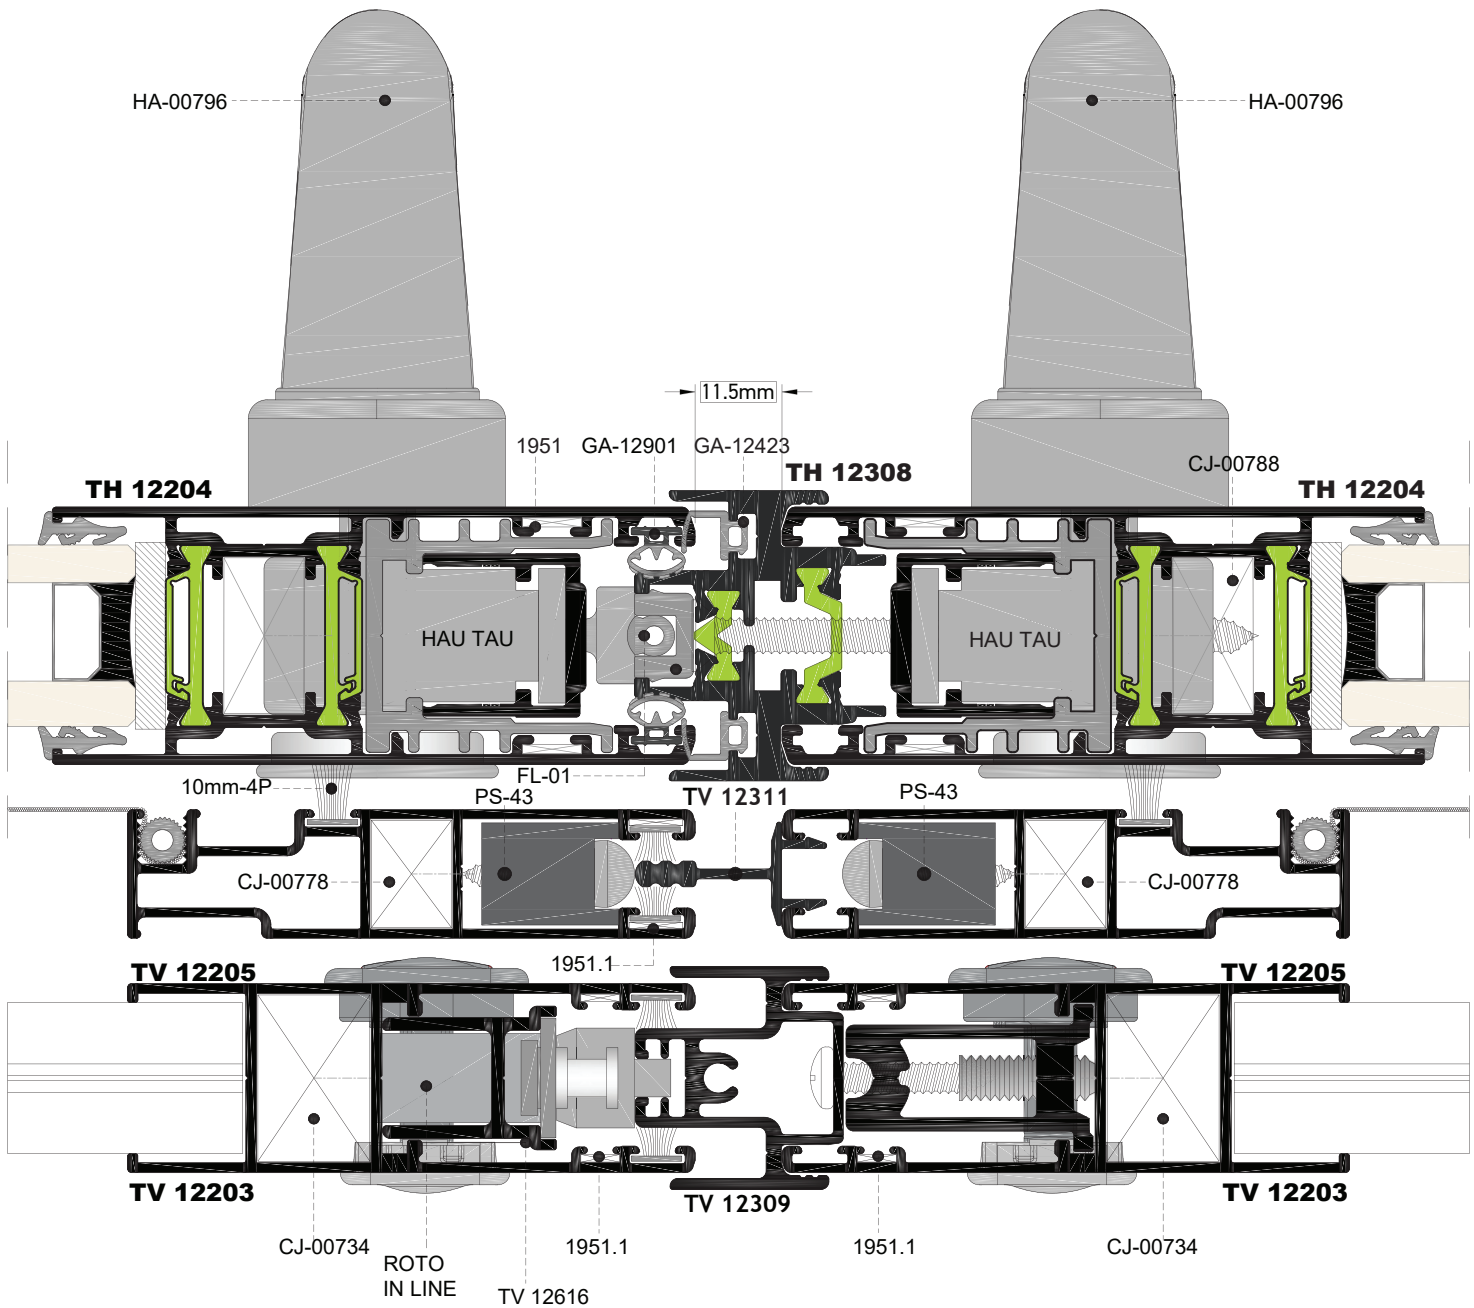 HA-00796
HA-00796
11.5mm
1951
GA-12901
GA-12423
TH 12308
CJ-00788
TH 12204
TH 12204
HAU TAU
HAU TAU
FL-01
10mm-4P
PS-43
TV 12311
PS-43
CJ-00778
CJ-00778
1951.1
TV 12205
TV 12205
TV 12203
TV 12309
TV 12203
CJ-00734
ROTO
IN LINE
1951.1
1951.1
CJ-00734
TV 12616